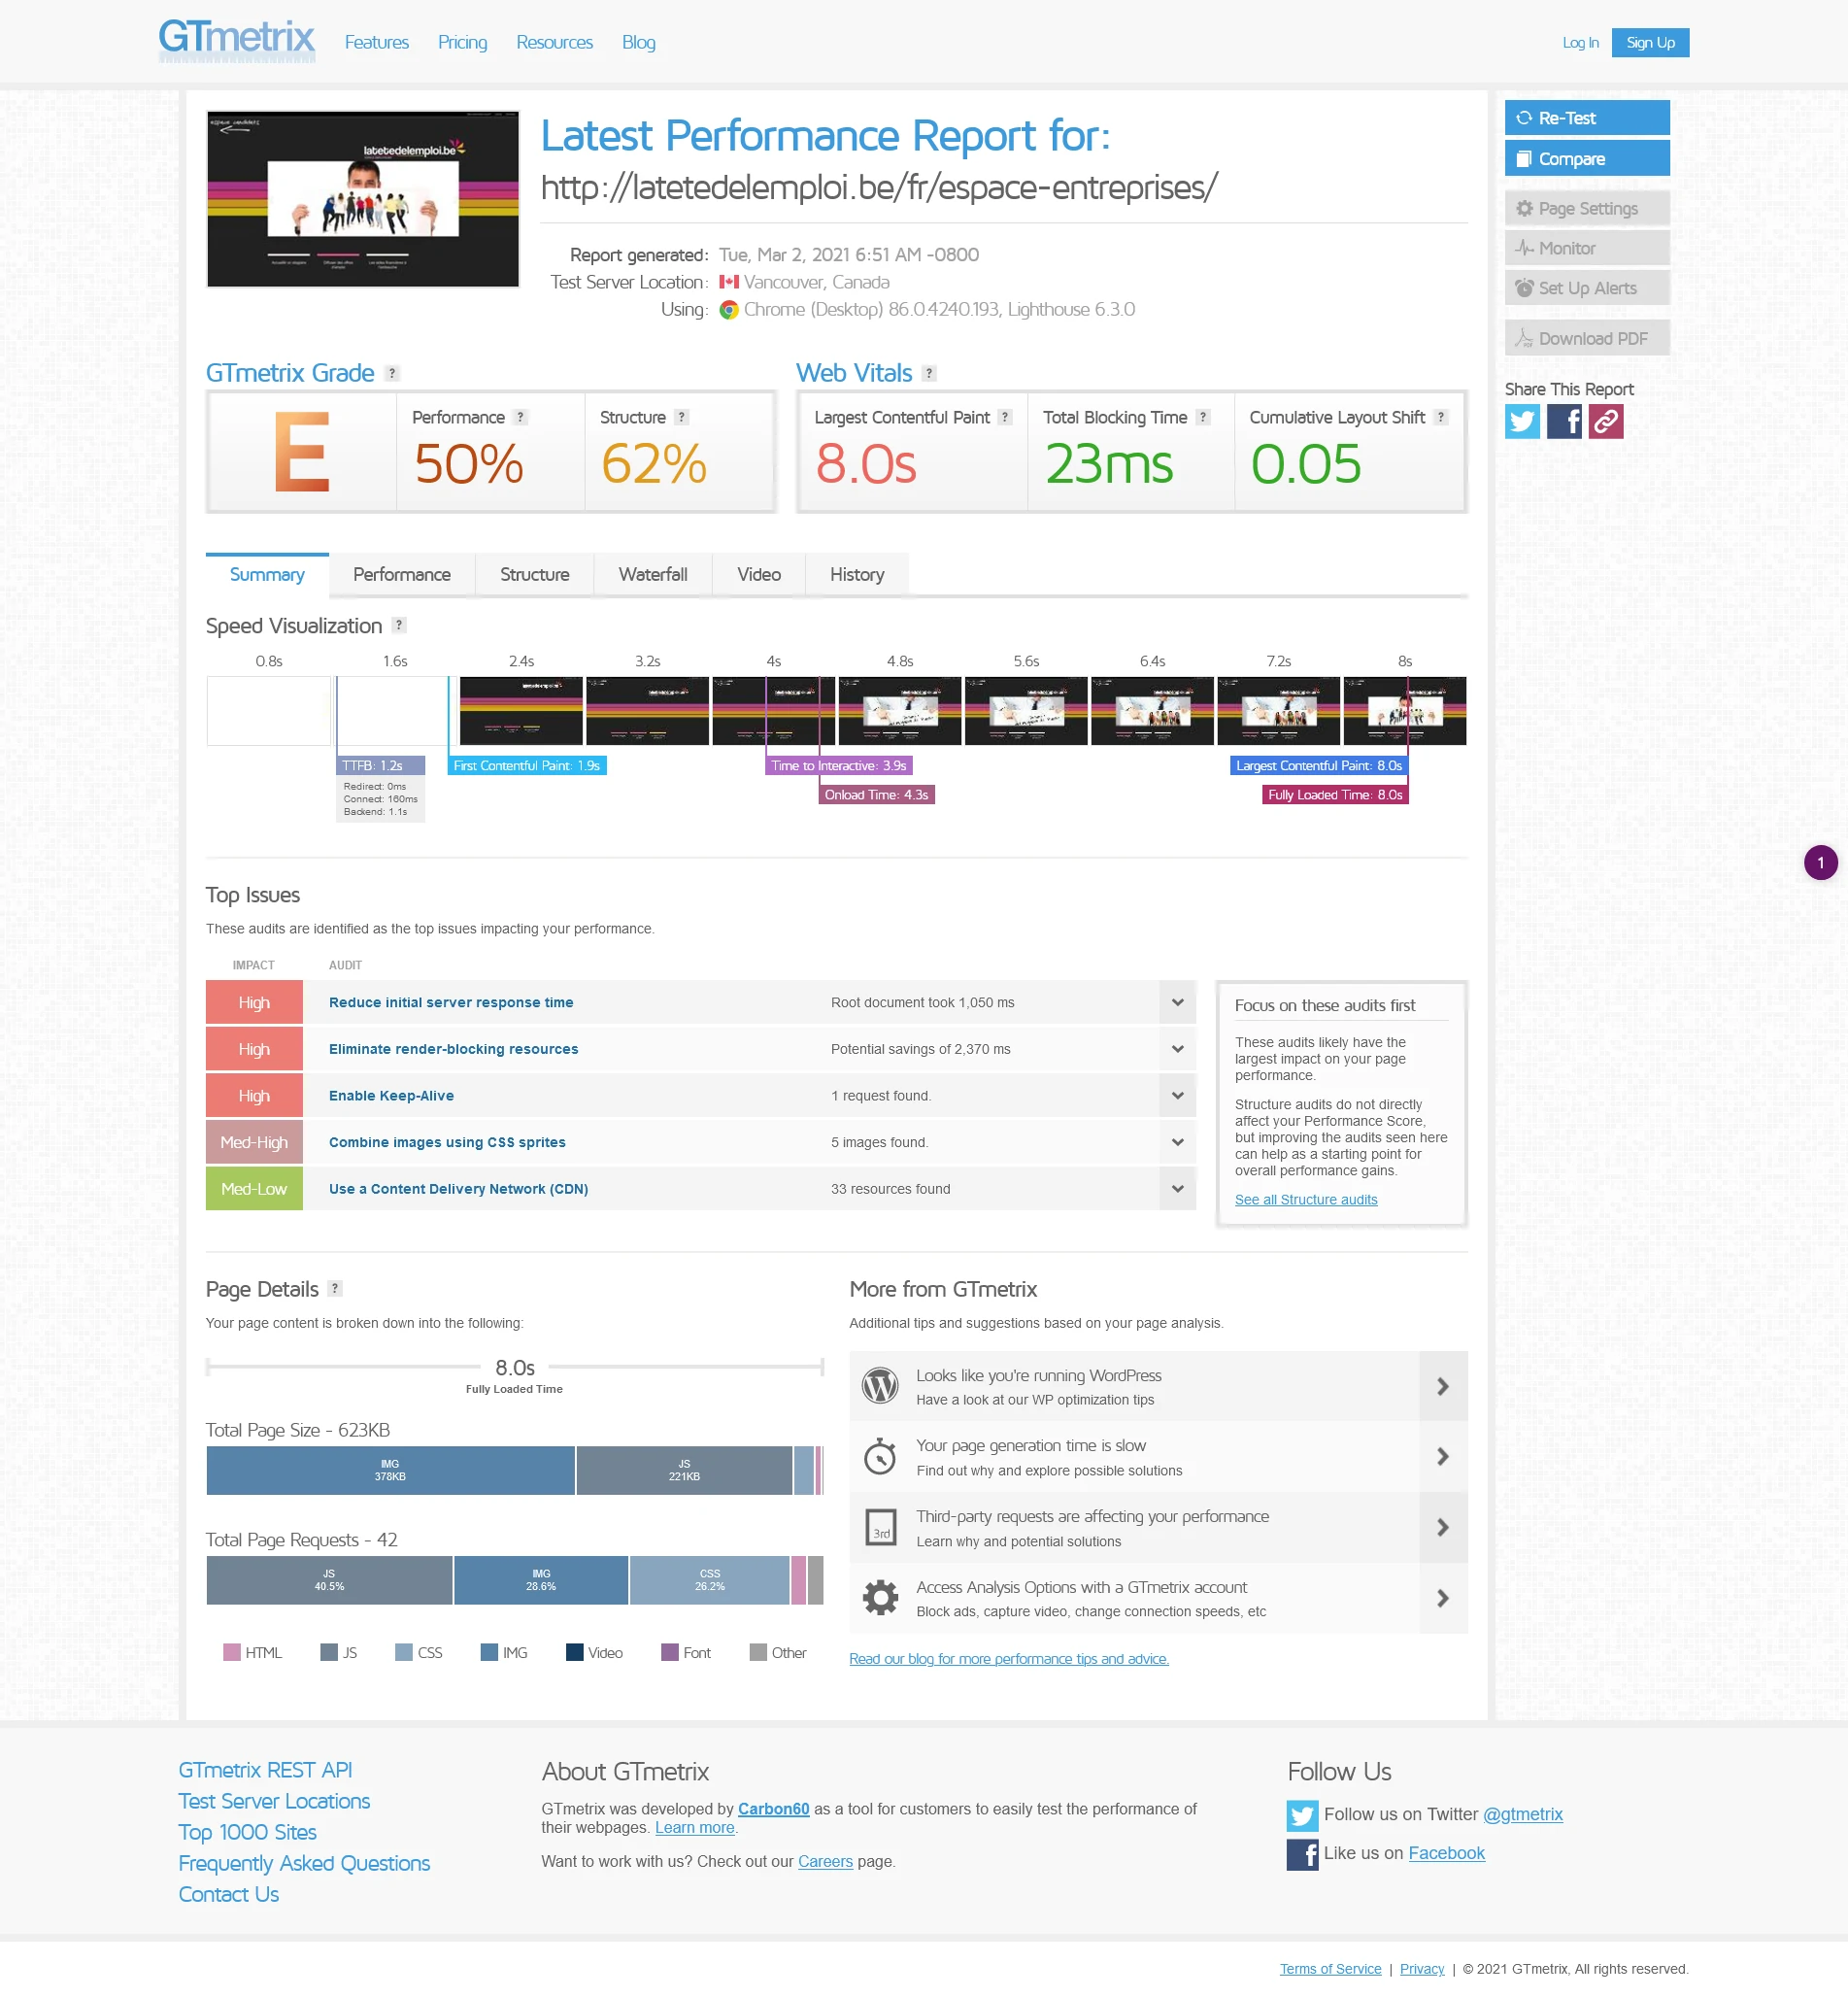 GTmetrix
Features Pricing Resources Blog
Log In Sign Up
espace candidats
latetedelemploi.be
Latest Performance Report for:
http://latetedelemploi.be/fr/espace-entreprises/
Report generated: Tue, Mar 2, 2021 6:51 AM -0800
Test Server Location: Vancouver, Canada
Using: Chrome (Desktop) 86.0.4240.193, Lighthouse 6.3.0
Re-Test
Compare
Page Settings
Monitor
Set Up Alerts
Download PDF
Share This Report
GTmetrix Grade ?
Web Vitals ?
E
Performance ?
50%
Structure ?
62%
Largest Contentful Paint ?
8.0s
Total Blocking Time ?
23ms
Cumulative Layout Shift ?
0.05
Summary Performance Structure Waterfall Video History
Speed Visualization ?
0.8s 1.6s 2.4s 3.2s 4s 4.8s 5.6s 6.4s 7.2s 8s
TTFB: 1.2s
Redirect: 0ms
Connect: 160ms
Backend: 1.1s
First Contentful Paint: 1.9s
Time to Interactive: 3.9s
Onload Time: 4.3s
Largest Contentful Paint: 8.0s
Fully Loaded Time: 8.0s
1
Top Issues
These audits are identified as the top issues impacting your performance.
IMPACT AUDIT
High Reduce initial server response time Root document took 1,050 ms
High Eliminate render-blocking resources Potential savings of 2,370 ms
High Enable Keep-Alive 1 request found.
Med-High Combine images using CSS sprites 5 images found.
Med-Low Use a Content Delivery Network (CDN) 33 resources found
Focus on these audits first
These audits likely have the
largest impact on your page
performance.
Structure audits do not directly
affect your Performance Score,
but improving the audits seen here
can help as a starting point for
overall performance gains.
See all Structure audits
Page Details ?
Your page content is broken down into the following:
8.0s
Fully Loaded Time
Total Page Size - 623KB
IMG
378KB
JS
221KB
Total Page Requests - 42
JS
40.5%
IMG
28.6%
CSS
26.2%
HTML JS CSS IMG Video Font Other
More from GTmetrix
Additional tips and suggestions based on your page analysis.
Looks like you're running WordPress
Have a look at our WP optimization tips
Your page generation time is slow
Find out why and explore possible solutions
3rd
Third-party requests are affecting your performance
Learn why and potential solutions
Access Analysis Options with a GTmetrix account
Block ads, capture video, change connection speeds, etc
Read our blog for more performance tips and advice.
GTmetrix REST API
Test Server Locations
Top 1000 Sites
Frequently Asked Questions
Contact Us
About GTmetrix
GTmetrix was developed by Carbon60 as a tool for customers to easily test the performance of
their webpages. Learn more.
Want to work with us? Check out our Careers page.
Follow Us
Follow us on Twitter @gtmetrix
Like us on Facebook
Terms of Service | Privacy | © 2021 GTmetrix, All rights reserved.